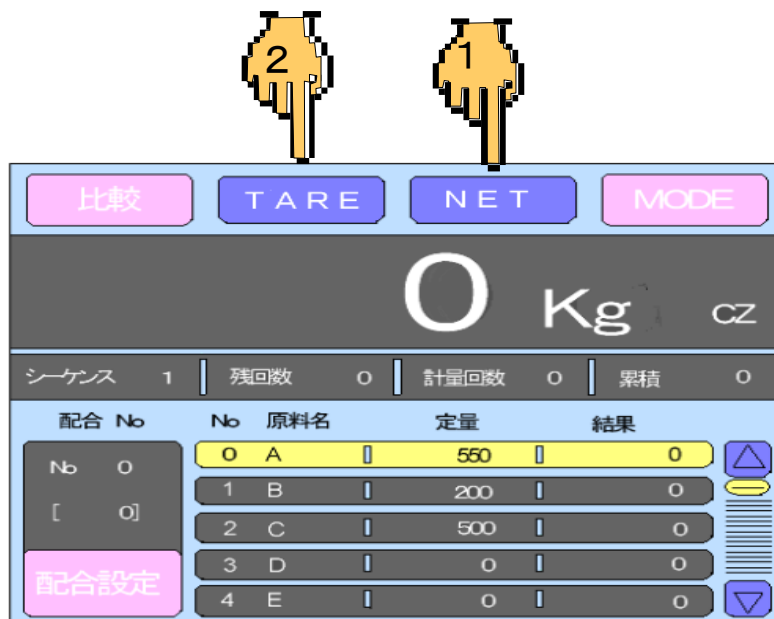 2 1
比較 TARE NET MODE
0 Kg CZ
シーケンス 1 残回数 0 計量回数 0 累積 0
配合 No No 原料名 定量 結果
No 0
[ 0]
配合設定
0 A 550 0
1 B 200 0
2 C 500 0
3 D 0 0
4 E 0 0